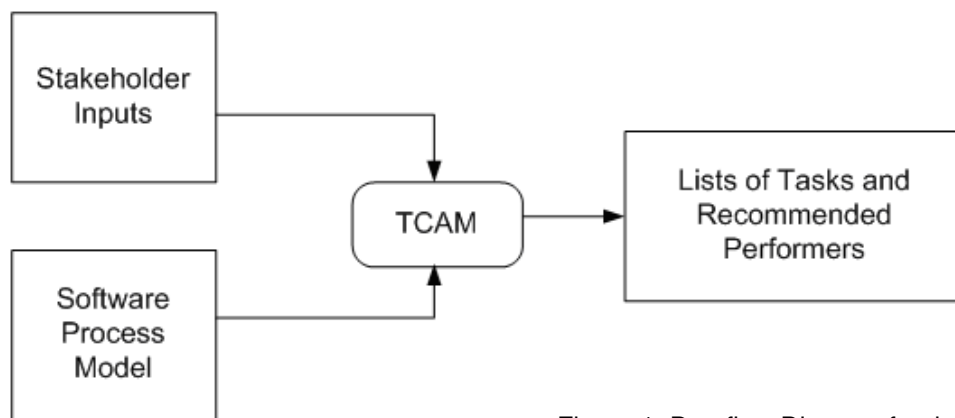 Stakeholder
Inputs
TCAM
Lists of Tasks and
Recommended
Performers
Software
Process
Model